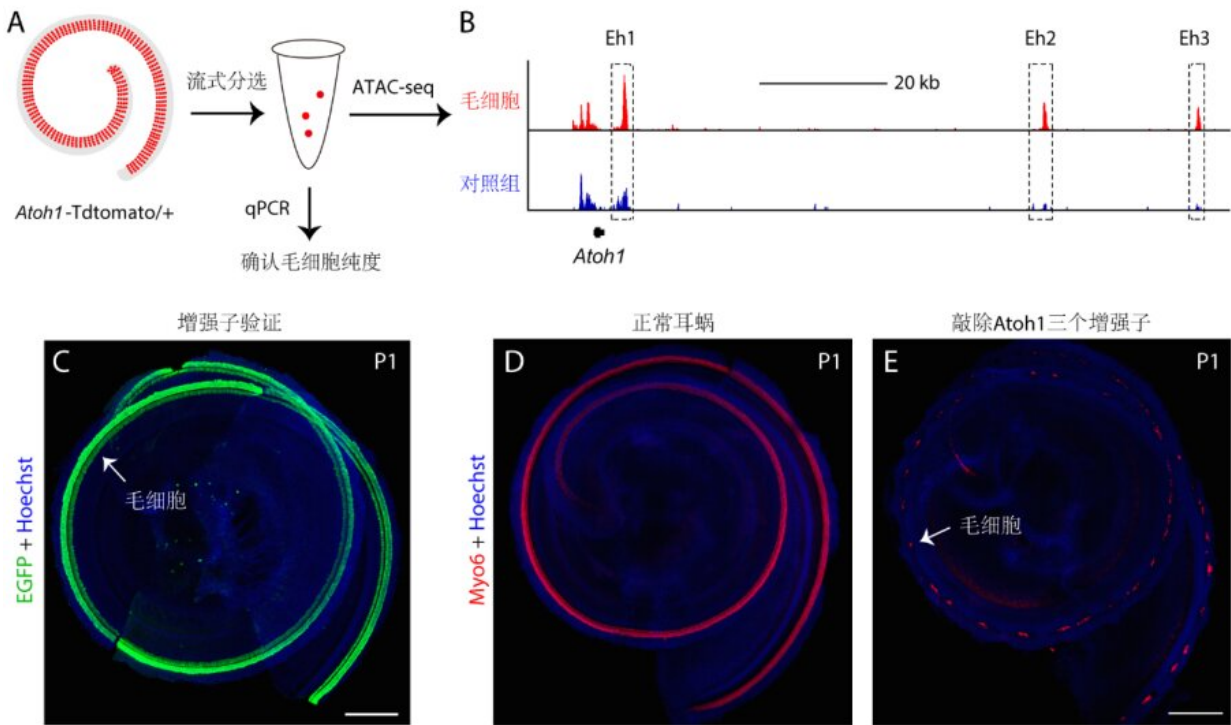 A
流式分选
ATAC-seq
Atoh1-Tdtomato/+
qPCR
确认毛细胞纯度
B
Eh1
Eh2
Eh3
20 kb
毛细胞
对照组
Atoh1
增强子验证
正常耳蜗
敲除Atoh1三个增强子
C
P1
毛细胞
EGFP + Hoechst
D
P1
Myo6 + Hoechst
E
P1
毛细胞